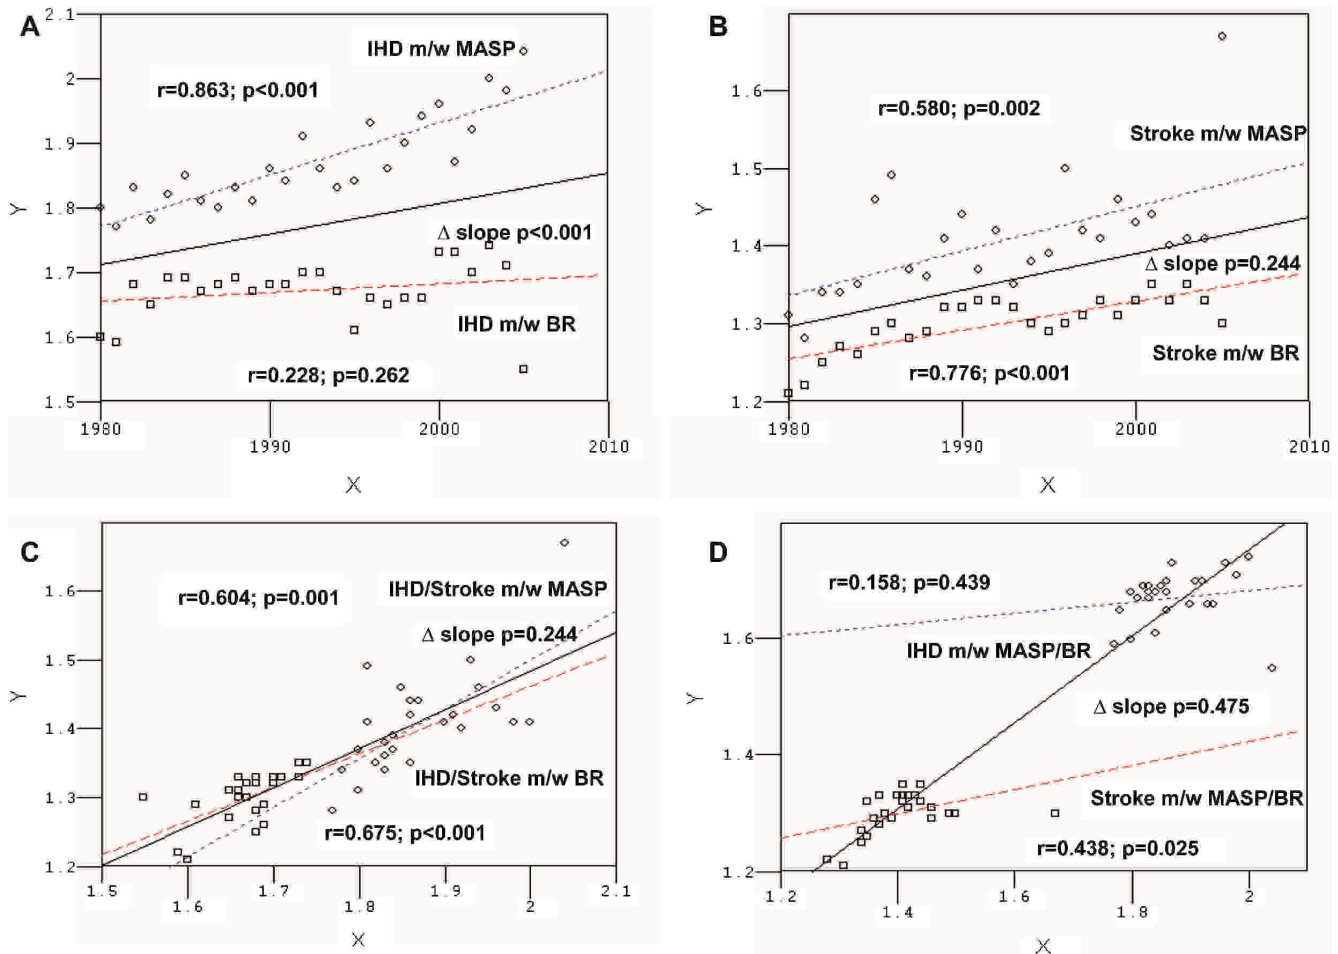 A
2.1
IHD m/w MASP
2
r=0.863; p<0.001
1.9
Y
1.8
Δ slope p<0.001
1.7
IHD m/w BR
1.6
r=0.228; p=0.262
1.5
1980
1990
2000
2010
X
B
1.6
r=0.580; p=0.002
Stroke m/w MASP
1.5
Y
1.4
Δ slope p=0.244
1.3
Stroke m/w BR
r=0.776; p<0.001
1.2
1980
1990
2000
2010
X
C
1.6
r=0.604; p=0.001
IHD/Stroke m/w MASP
Δ slope p=0.244
1.5
Y
1.4
IHD/Stroke m/w BR
1.3
r=0.675; p<0.001
1.2
1.5
1.6
1.7
1.8
1.9
2
2.1
X
D
r=0.158; p=0.439
1.6
IHD m/w MASP/BR
Y
Δ slope p=0.475
1.4
Stroke m/w MASP/BR
r=0.438; p=0.025
1.2
1.2
1.4
1.6
1.8
2
X